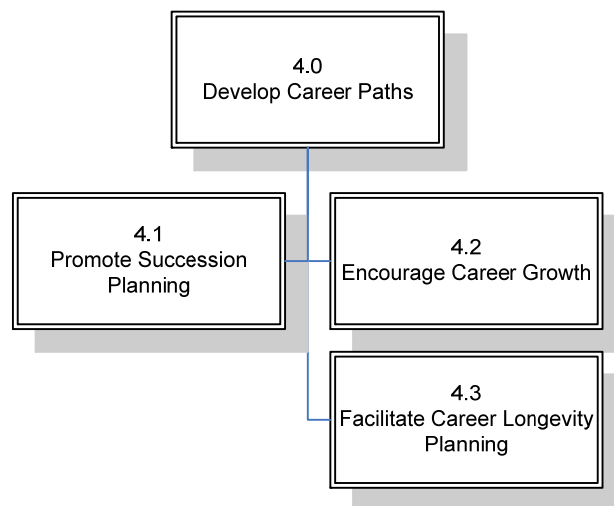 4.0
Develop Career Paths
4.1
Promote Succession
Planning
4.2
Encourage Career Growth
4.3
Facilitate Career Longevity
Planning